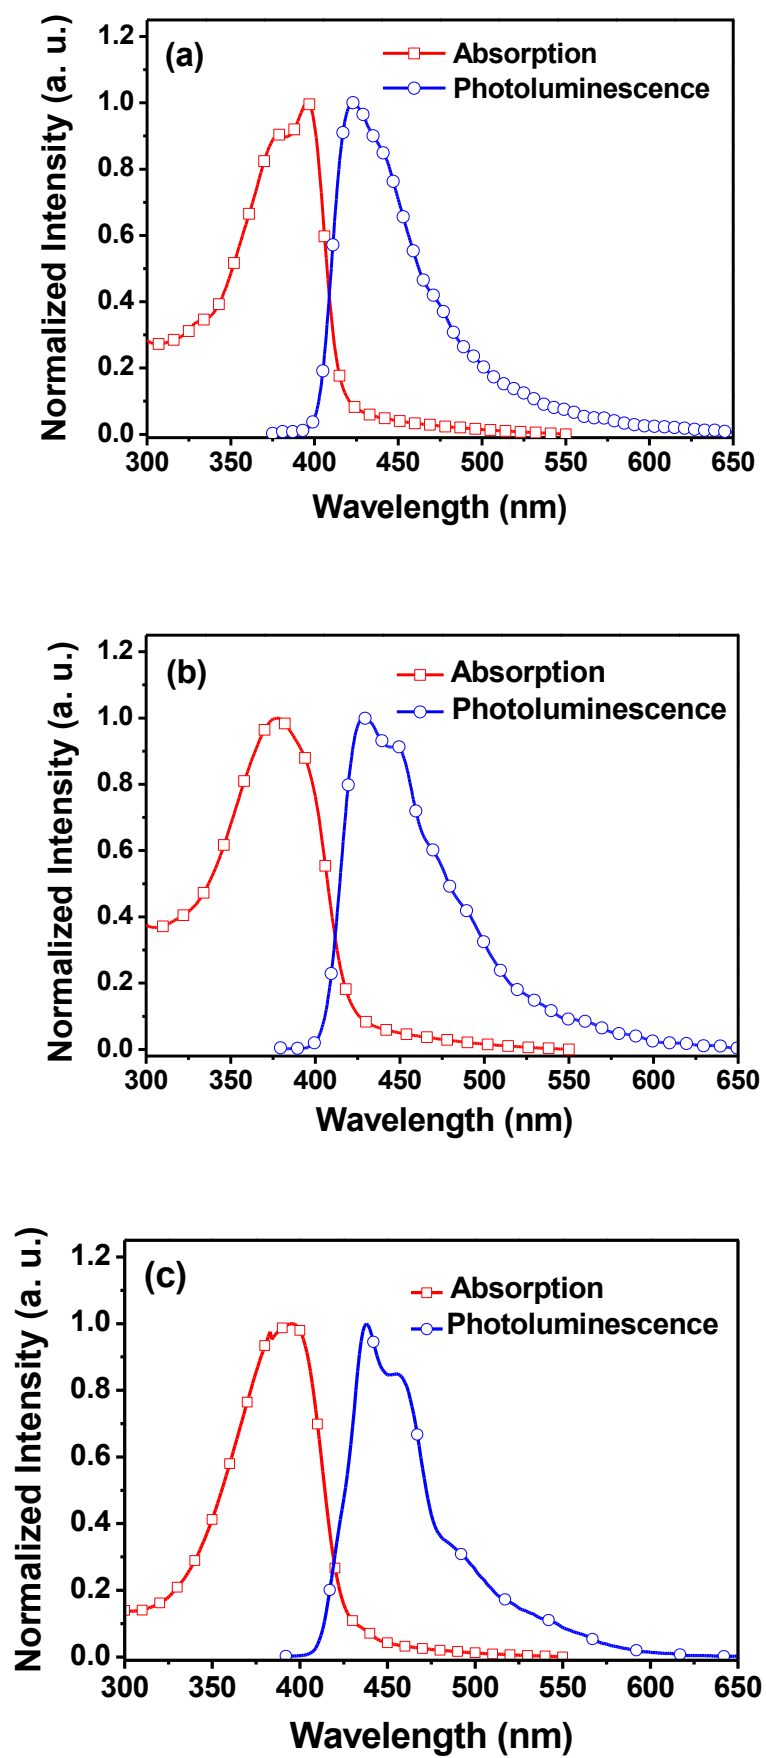 (a)
Absorption
Photoluminescence
Normalized Intensity (a. u.)
1.2
1.0
0.8
0.6
0.4
0.2
0.0
300 350 400 450 500 550 600 650
Wavelength (nm)
(b)
Absorption
Photoluminescence
Normalized Intensity (a. u.)
1.2
1.0
0.8
0.6
0.4
0.2
0.0
300 350 400 450 500 550 600 650
Wavelength (nm)
(c)
Absorption
Photoluminescence
Normalized Intensity (a. u.)
1.2
1.0
0.8
0.6
0.4
0.2
0.0
300 350 400 450 500 550 600 650
Wavelength (nm)